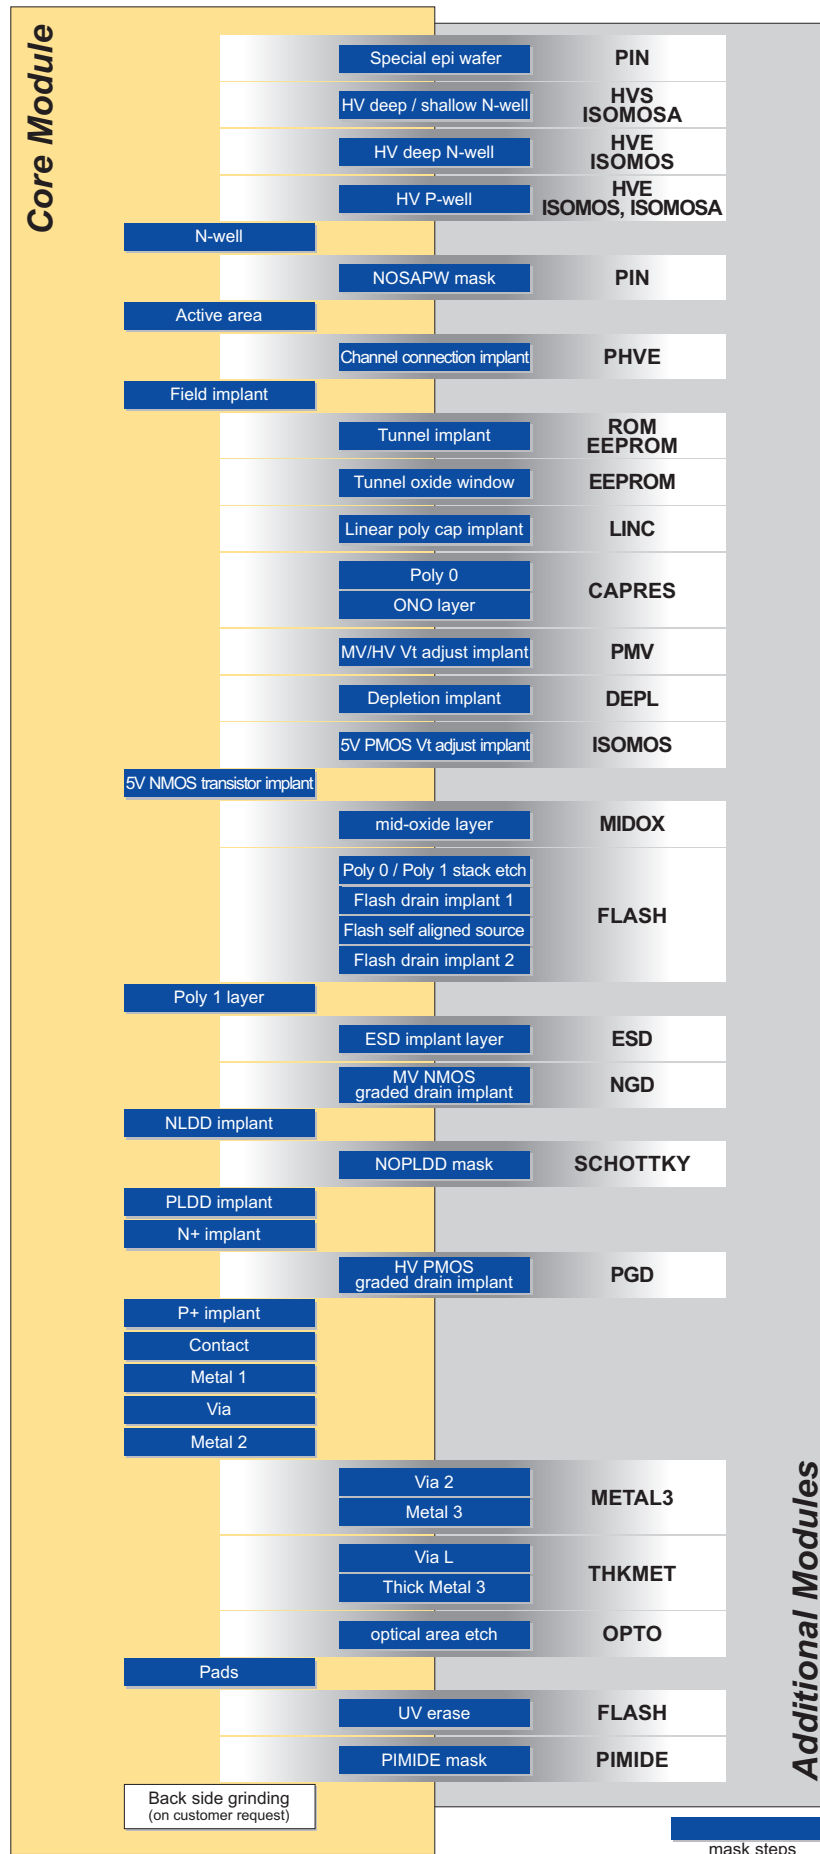 Core Module
Special epi wafer
PIN
HV deep / shallow N-well
HVS
ISOMOSA
HV deep N-well
HVE
ISOMOS
HV P-well
HVE
ISOMOS, ISOMOSA
N-well
NOSAPW mask
PIN
Active area
Channel connection implant
PHVE
Field implant
Tunnel implant
ROM
EEPROM
Tunnel oxide window
EEPROM
Linear poly cap implant
LINC
Poly 0
ONO layer
CAPRES
MV/HV Vt adjust implant
PMV
Depletion implant
DEPL
5V PMOS Vt adjust implant
ISOMOS
5V NMOS transistor implant
mid-oxide layer
MIDOX
Poly 0 / Poly 1 stack etch
Flash drain implant 1
Flash self aligned source
Flash drain implant 2
FLASH
Poly 1 layer
ESD implant layer
ESD
MV NMOS
graded drain implant
NGD
NLDD implant
NOPLDD mask
SCHOTTKY
PLDD implant
N+ implant
HV PMOS
graded drain implant
PGD
P+ implant
Contact
Metal 1
Via
Metal 2
Via 2
Metal 3
METAL3
Via L
Thick Metal 3
THKMET
optical area etch
OPTO
Pads
UV erase
FLASH
PIMIDE mask
PIMIDE
Additional Modules
Back side grinding
(on customer request)
mask steps